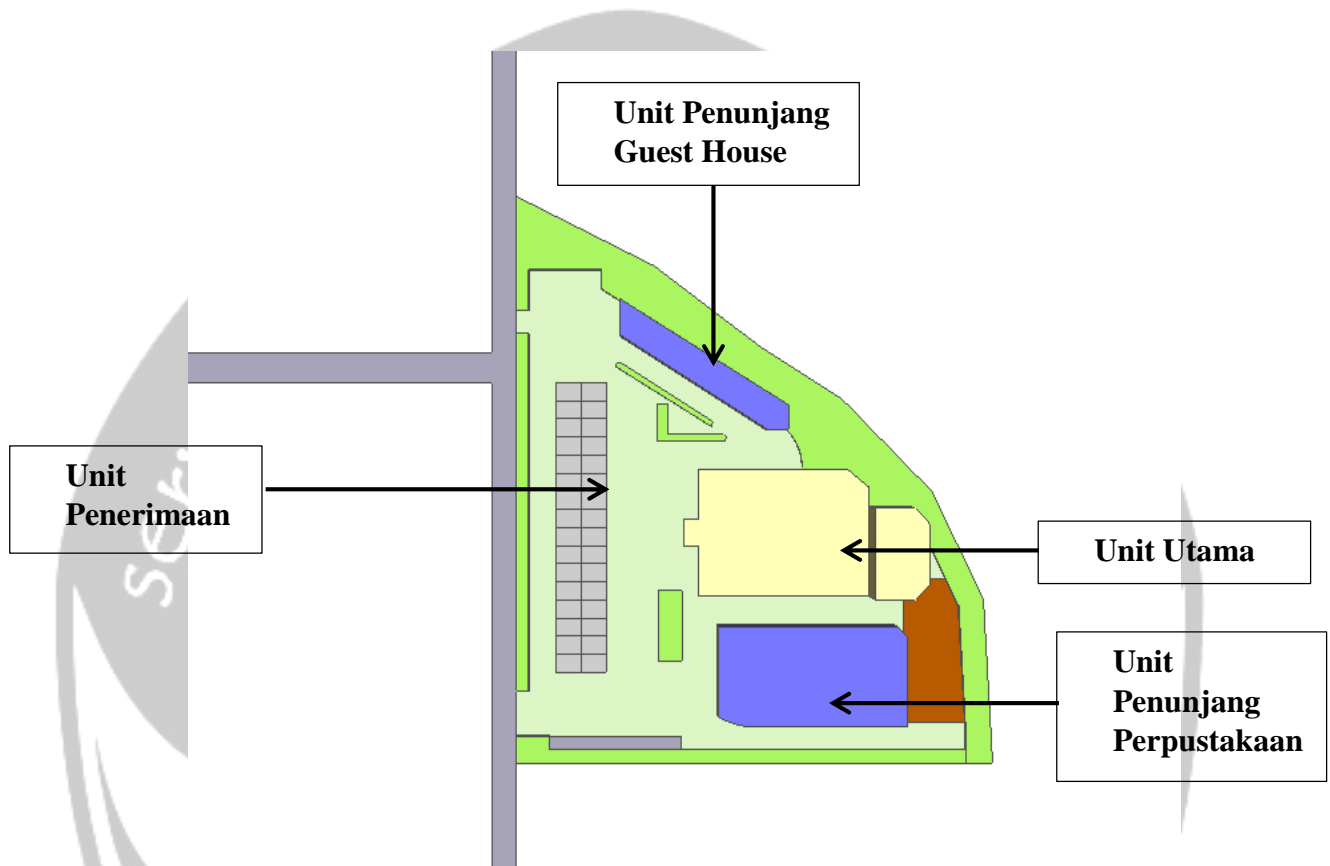 Unit Penunjang
Guest House
Unit
Penerimaan
Unit Utama
Unit
Penunjang
Perpustakaan